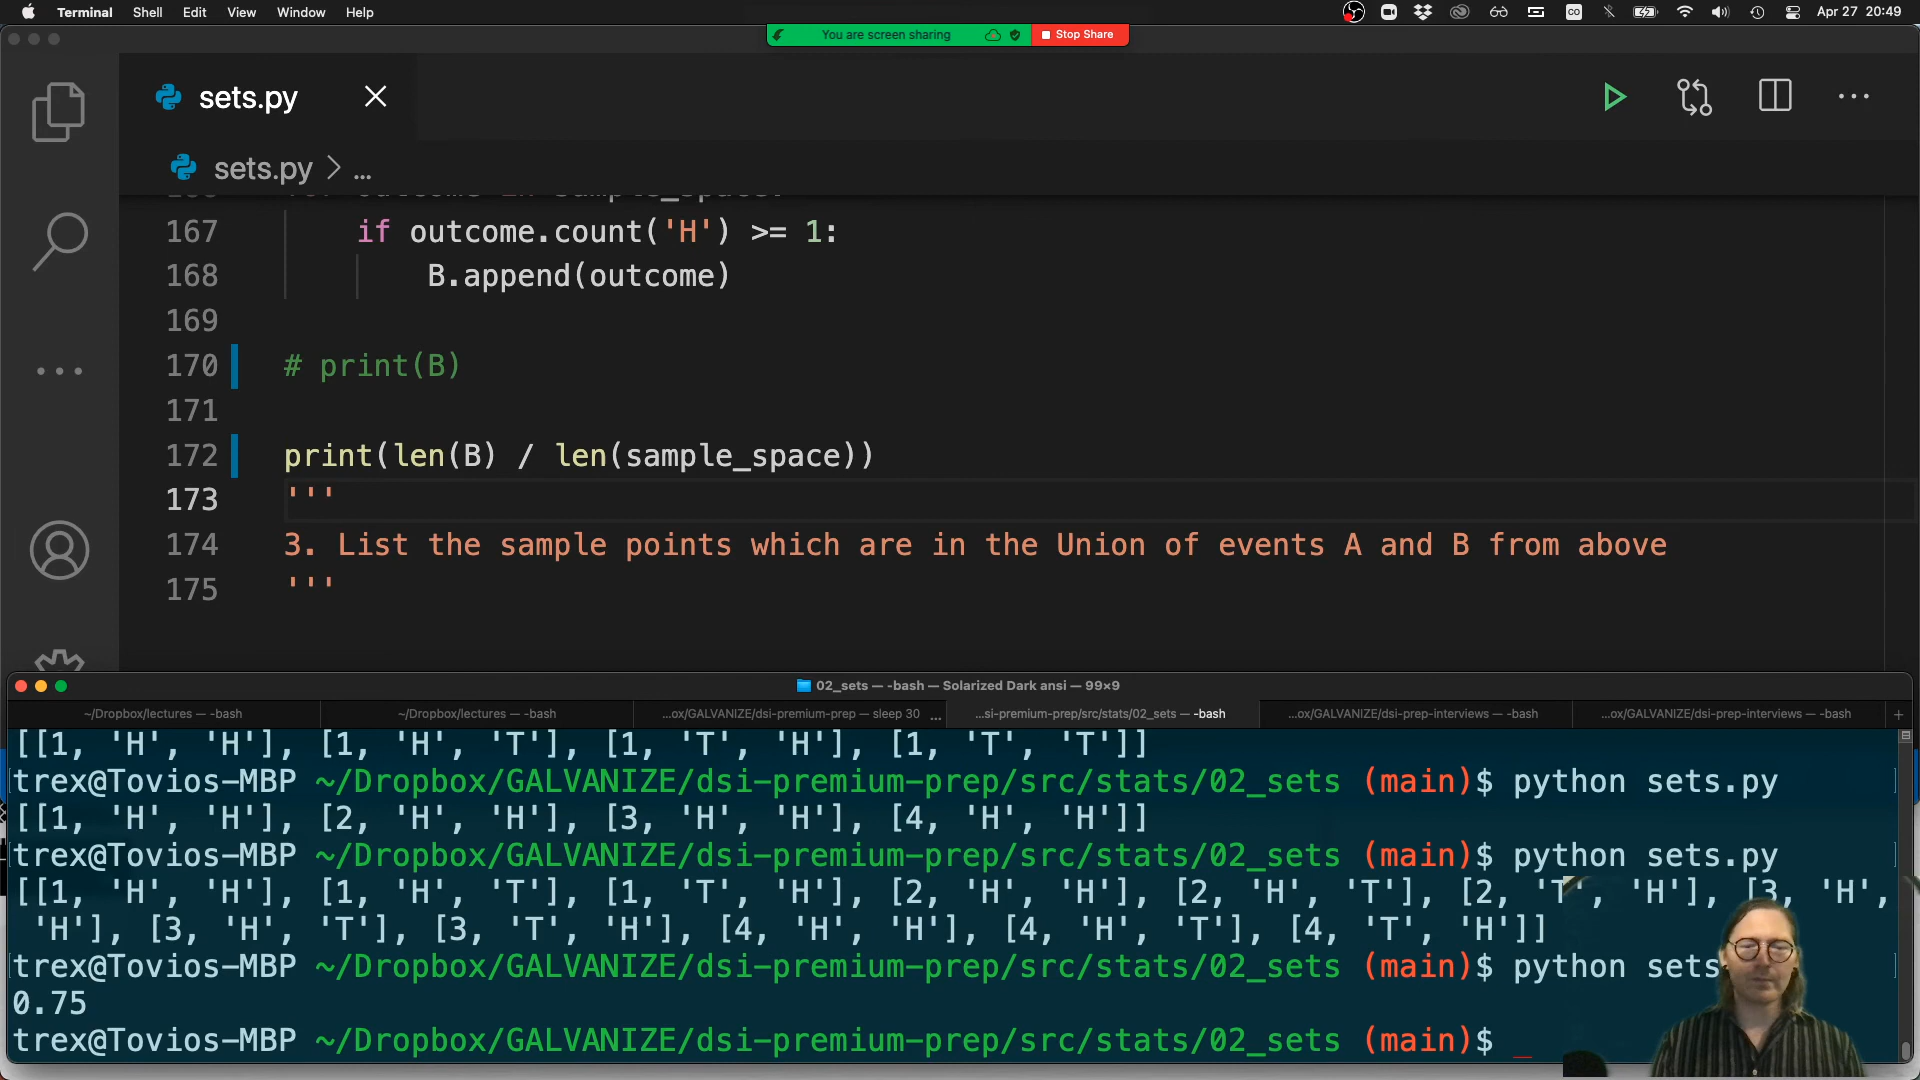 Terminal Shell Edit View Window Help
Apr 27 20:49
You are screen sharing
Stop Share
sets.py
sets.py > ...
167 if outcome.count('H') >= 1:
168 B.append(outcome)
169
170 # print(B)
171
172 print(len(B) / len(sample_space))
173 '''
174 3. List the sample points which are in the Union of events A and B from above
175 '''
02_sets — -bash — Solarized Dark ansi — 99×9
~/Dropbox/lectures — -bash
~/Dropbox/lectures — -bash
...ox/GALVANIZE/dsi-premium-prep — sleep 30 ...
...si-premium-prep/src/stats/02_sets — -bash
...ox/GALVANIZE/dsi-prep-interviews — -bash
...ox/GALVANIZE/dsi-prep-interviews — -bash
[[1, 'H', 'H'], [1, 'H', 'T'], [1, 'T', 'H'], [1, 'T', 'T']]
trex@Tovios-MBP ~/Dropbox/GALVANIZE/dsi-premium-prep/src/stats/02_sets (main)$ python sets.py
[[1, 'H', 'H'], [2, 'H', 'H'], [3, 'H', 'H'], [4, 'H', 'H']]
trex@Tovios-MBP ~/Dropbox/GALVANIZE/dsi-premium-prep/src/stats/02_sets (main)$ python sets.py
[[1, 'H', 'H'], [1, 'H', 'T'], [1, 'T', 'H'], [2, 'H', 'H'], [2, 'H', 'T'], [2, 'T', 'H'], [3, 'H',
'H'], [3, 'H', 'T'], [3, 'T', 'H'], [4, 'H', 'H'], [4, 'H', 'T'], [4, 'T', 'H']]
trex@Tovios-MBP ~/Dropbox/GALVANIZE/dsi-premium-prep/src/stats/02_sets (main)$ python sets
0.75
trex@Tovios-MBP ~/Dropbox/GALVANIZE/dsi-premium-prep/src/stats/02_sets (main)$